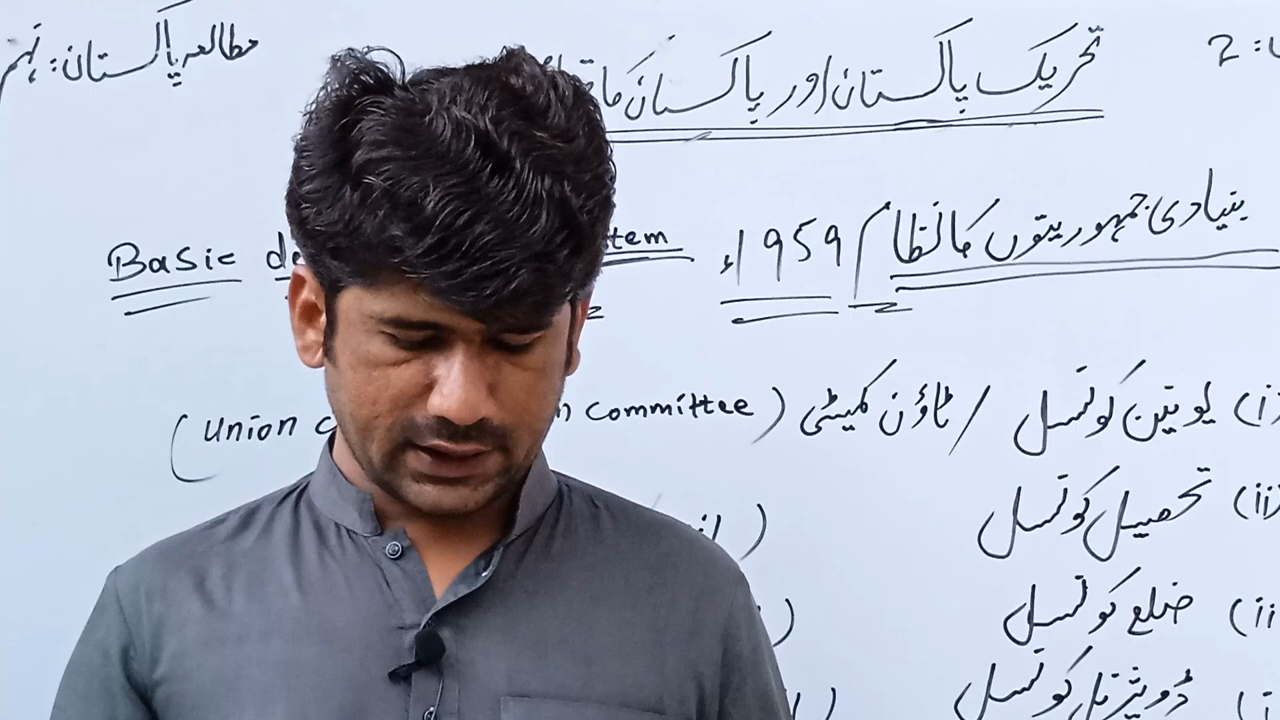 مطالعہ پاکستان: نہم
تحریک پاکستان اور پاکستان کا : 2
بنیادی جمہوریتوں کا نظام 1959ء Basic
(i) یونین کونسل / ٹاؤن کمیٹی (union committee)
(ii) تحصیل کونسل
ضلع کونسل
ڈویژنل کونسل